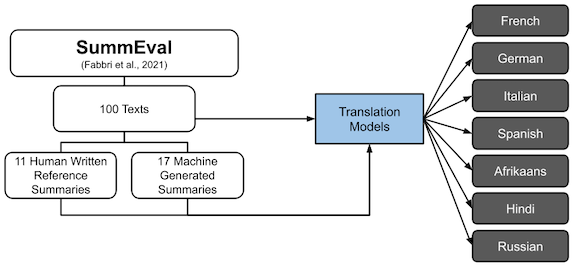 SummEval
(Fabbri et al., 2021)
100 Texts
11 Human Written
Reference
Summaries
17 Machine
Generated
Summaries
Translation
Models
French
German
Italian
Spanish
Afrikaans
Hindi
Russian